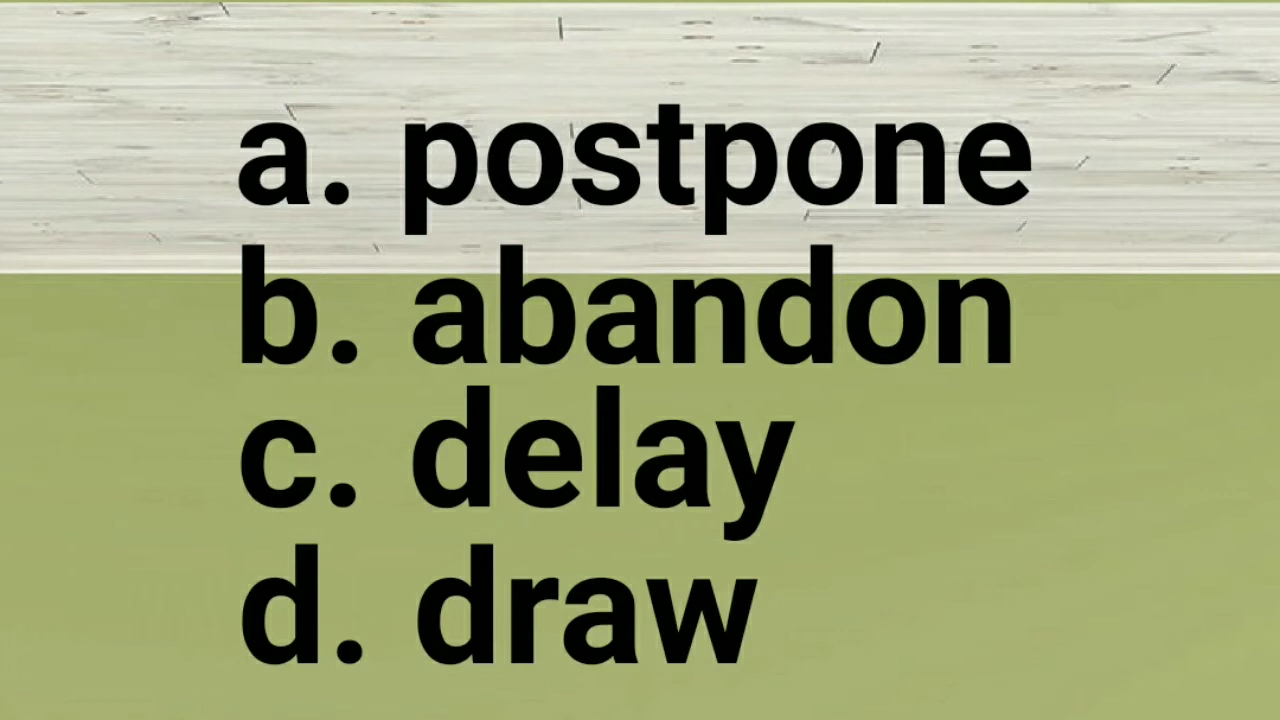 a. postpone
b. abandon
c. delay
d. draw